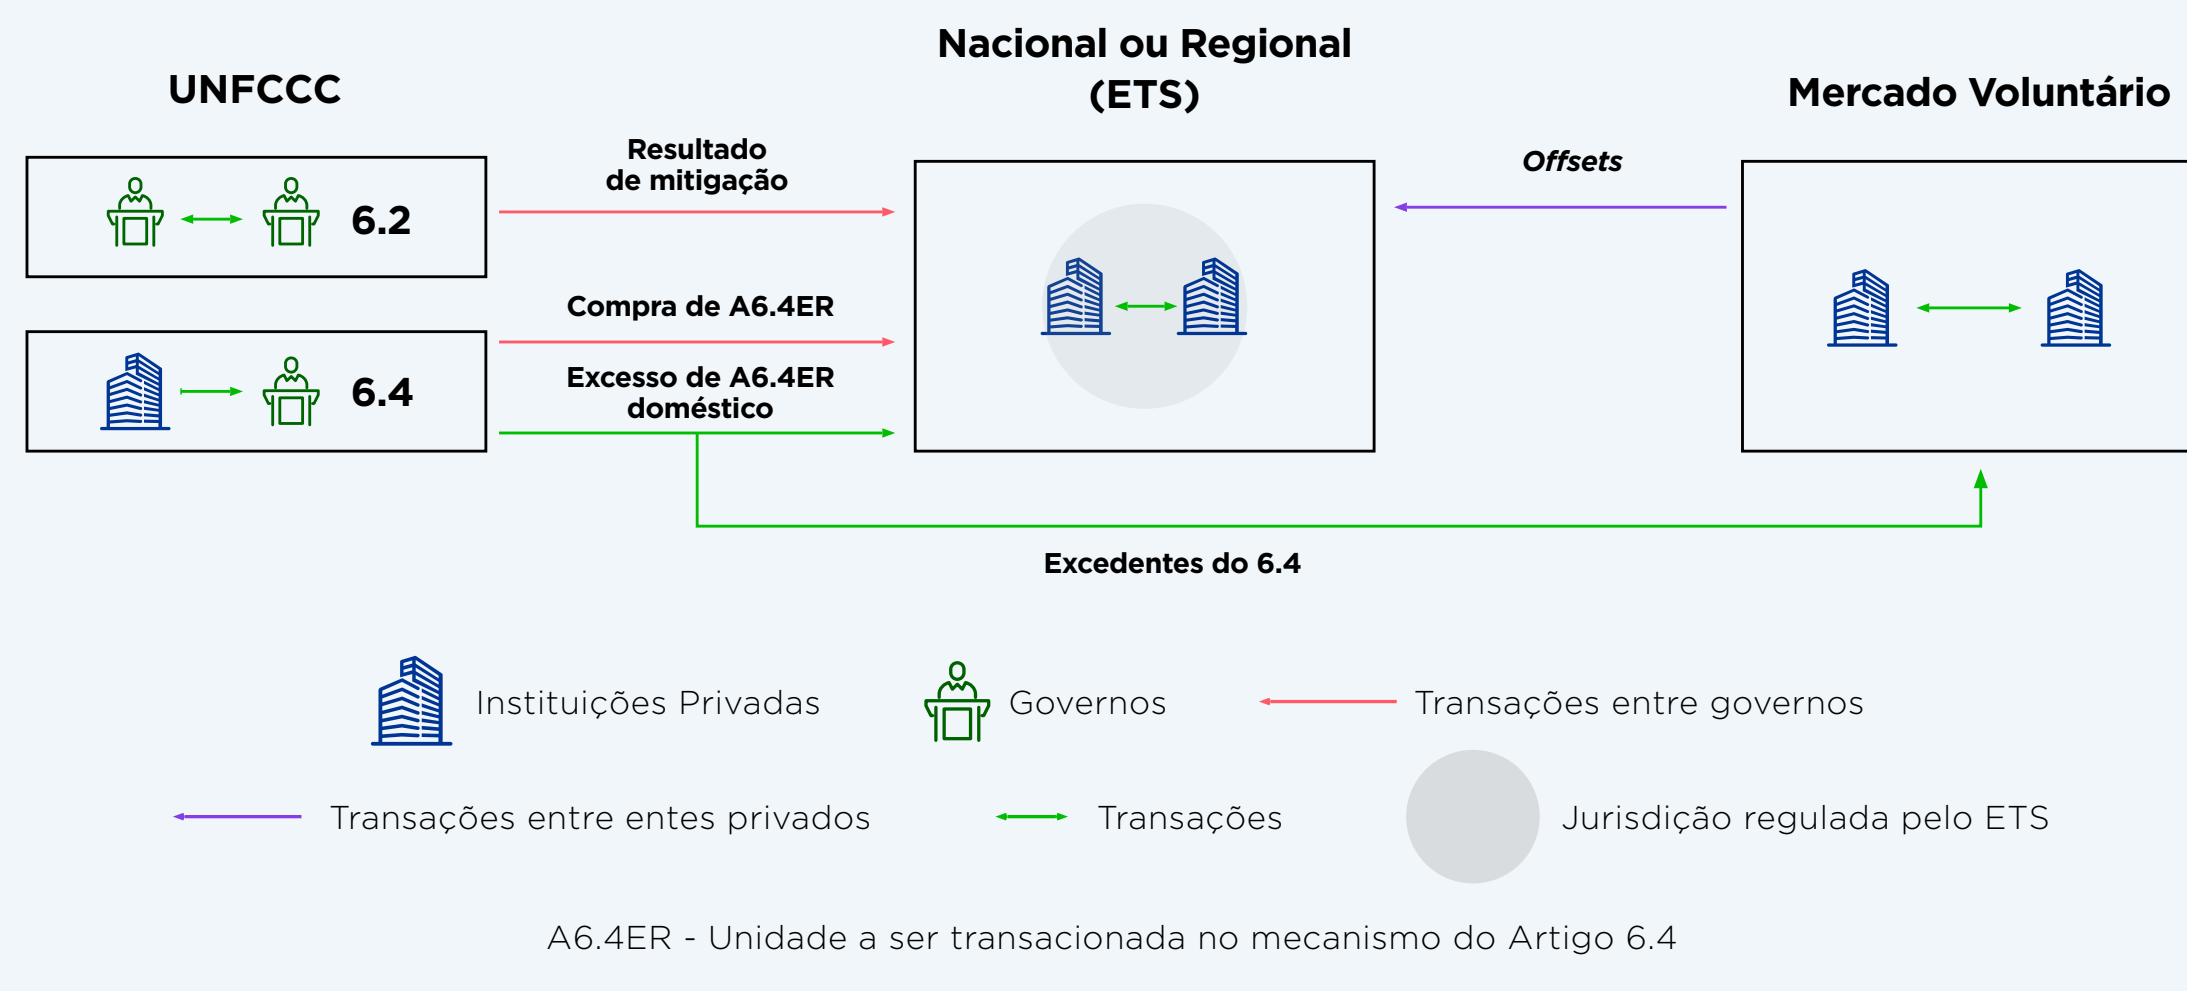 UNFCCC
Nacional ou Regional
(ETS)
Mercado Voluntário
6.2
Resultado
de mitigação
Offsets
6.4
Compra de A6.4ER
Excesso de A6.4ER
doméstico
Excedentes do 6.4
Instituições Privadas
Governos
Transações entre governos
Transações entre entes privados
Transações
Jurisdição regulada pelo ETS
A6.4ER - Unidade a ser transacionada no mecanismo do Artigo 6.4